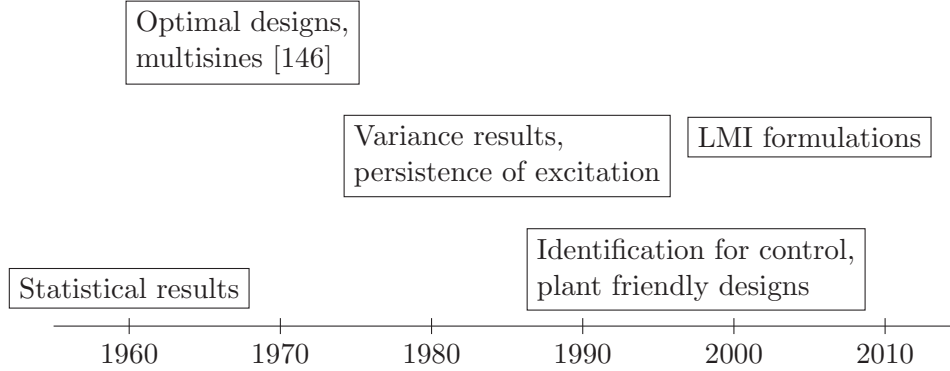 Optimal designs,
multisines [146]
Variance results,
persistence of excitation
LMI formulations
Identification for control,
plant friendly designs
Statistical results
1960 1970 1980 1990 2000 2010